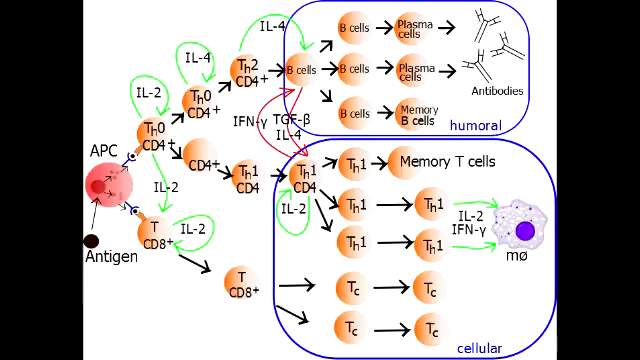 IL-4
B cells
Plasma
cells
IL-4
Th2
CD4+
B cells
B cells
Plasma
cells
Antibodies
IL-2
Th0
CD4+
IFN-γ
TGF-β
IL-4
B cells
Memory
B cells
humoral
Th0
CD4+
APC
CD4+
Th1
CD4
Th1
CD4
Th1
Memory T cells
IL-2
IL-2
Th1
Th1
IL-2
IFN-γ
T
CD8+
IL-2
Th1
Th1
mø
Antigen
T
CD8+
Tc
Tc
Tc
Tc
cellular